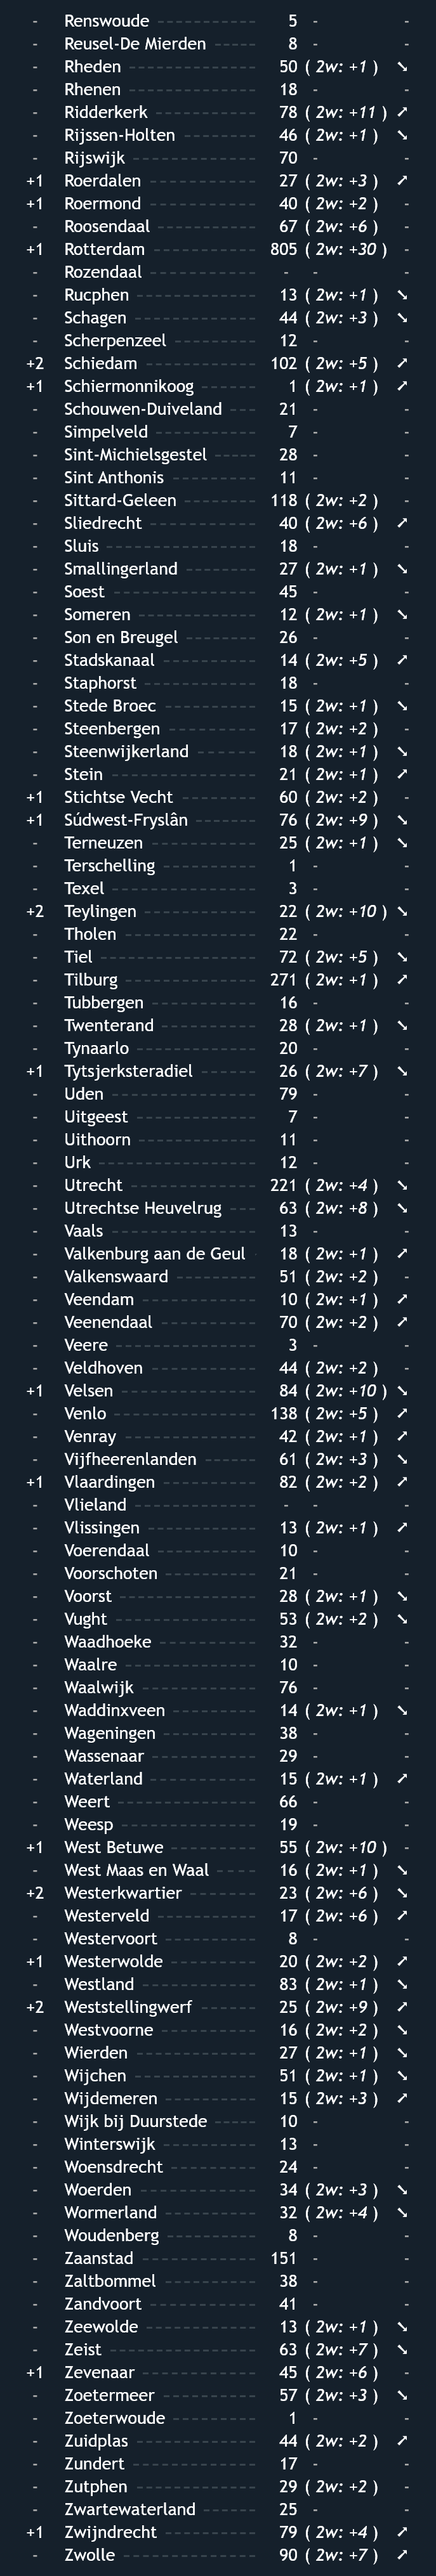 - Renswoude ----------- 5 - -
- Reusel-De Mierden ----- 8 - -
- Rheden -------------- 50 ( 2w: +1 ) ➘
- Rhenen -------------- 18 - -
- Ridderkerk ----------- 78 ( 2w: +11 ) ➚
- Rijssen-Holten -------- 46 ( 2w: +1 ) ➘
- Rijswijk ------------- 70 - -
+1 Roerdalen ----------- 27 ( 2w: +3 ) ➚
+1 Roermond ----------- 40 ( 2w: +2 ) -
- Roosendaal ---------- 67 ( 2w: +6 ) -
+1 Rotterdam ----------- 805 ( 2w: +30 ) -
- Rozendaal ----------- - - -
- Rucphen ------------ 13 ( 2w: +1 ) ➘
- Schagen ------------- 44 ( 2w: +3 ) ➘
- Scherpenzeel -------- 12 - -
+2 Schiedam ----------- 102 ( 2w: +5 ) ➚
+1 Schiermonnikoog ------ 1 ( 2w: +1 ) ➚
- Schouwen-Duiveland --- 21 - -
- Simpelveld ---------- 7 - -
- Sint-Michielsgestel ----- 28 - -
- Sint Anthonis --------- 11 - -
- Sittard-Geleen -------- 118 ( 2w: +2 ) -
- Sliedrecht ----------- 40 ( 2w: +6 ) ➚
- Sluis ---------------- 18 - -
- Smallingerland -------- 27 ( 2w: +1 ) ➘
- Soest --------------- 45 - -
- Someren ------------ 12 ( 2w: +1 ) ➘
- Son en Breugel ------- 26 - -
- Stadskanaal ---------- 14 ( 2w: +5 ) ➚
- Staphorst ------------ 18 - -
- Stede Broec ---------- 15 ( 2w: +1 ) ➘
- Steenbergen --------- 17 ( 2w: +2 ) -
- Steenwijkerland ------- 18 ( 2w: +1 ) ➘
- Stein --------------- 21 ( 2w: +1 ) ➚
+1 Stichtse Vecht -------- 60 ( 2w: +2 ) -
+1 Súdwest-Fryslân ------- 76 ( 2w: +9 ) ➘
- Terneuzen ----------- 25 ( 2w: +1 ) ➘
- Terschelling ---------- 1 - -
- Texel --------------- 3 - -
+2 Teylingen ----------- 22 ( 2w: +10 ) ➘
- Tholen -------------- 22 - -
- Tiel ---------------- 72 ( 2w: +5 ) ➘
- Tilburg -------------- 271 ( 2w: +1 ) ➚
- Tubbergen ----------- 16 - -
- Twenterand ---------- 28 ( 2w: +1 ) ➘
- Tynaarlo ------------ 20 - -
+1 Tytsjerksteradiel ------ 26 ( 2w: +7 ) ➘
- Uden --------------- 79 - -
- Uitgeest ------------ 7 - -
- Uithoorn ------------ 11 - -
- Urk ---------------- 12 - -
- Utrecht ------------- 221 ( 2w: +4 ) ➘
- Utrechtse Heuvelrug --- 63 ( 2w: +8 ) ➘
- Vaals --------------- 13 - -
- Valkenburg aan de Geul - 18 ( 2w: +1 ) ➚
- Valkenswaard --------- 51 ( 2w: +2 ) -
- Veendam ------------ 10 ( 2w: +1 ) ➚
- Veenendaal ---------- 70 ( 2w: +2 ) ➚
- Veere --------------- 3 - -
- Veldhoven ----------- 44 ( 2w: +2 ) -
+1 Velsen -------------- 84 ( 2w: +10 ) ➘
- Venlo --------------- 138 ( 2w: +5 ) ➚
- Venray -------------- 42 ( 2w: +1 ) ➚
- Vijfheerenlanden ------ 61 ( 2w: +3 ) ➘
+1 Vlaardingen ---------- 82 ( 2w: +2 ) ➚
- Vlieland ------------ - - -
- Vlissingen ----------- 13 ( 2w: +1 ) ➚
- Voerendaal ---------- 10 - -
- Voorschoten --------- 21 - -
- Voorst -------------- 28 ( 2w: +1 ) ➘
- Vught --------------- 53 ( 2w: +2 ) ➘
- Waadhoeke ---------- 32 - -
- Waalre -------------- 10 - -
- Waalwijk ------------ 76 - -
- Waddinxveen --------- 14 ( 2w: +1 ) ➘
- Wageningen ---------- 38 - -
- Wassenaar ----------- 29 - -
- Waterland ----------- 15 ( 2w: +1 ) ➚
- Weert --------------- 66 - -
- Weesp -------------- 19 - -
+1 West Betuwe --------- 55 ( 2w: +10 ) -
- West Maas en Waal ---- 16 ( 2w: +1 ) ➘
+2 Westerkwartier ------- 23 ( 2w: +6 ) ➘
- Westerveld ---------- 17 ( 2w: +6 ) ➚
- Westervoort --------- 8 - -
+1 Westerwolde --------- 20 ( 2w: +2 ) ➚
- Westland ------------ 83 ( 2w: +1 ) ➘
+2 Weststellingwerf ------ 25 ( 2w: +9 ) ➚
- Westvoorne ---------- 16 ( 2w: +2 ) ➘
- Wierden ------------- 27 ( 2w: +1 ) ➘
- Wijchen ------------- 51 ( 2w: +1 ) ➘
- Wijdemeren ---------- 15 ( 2w: +3 ) ➚
- Wijk bij Duurstede ----- 10 - -
- Winterswijk ---------- 13 - -
- Woensdrecht --------- 24 - -
- Woerden ------------ 34 ( 2w: +3 ) ➘
- Wormerland ---------- 32 ( 2w: +4 ) ➘
- Woudenberg --------- 8 - -
- Zaanstad ------------ 151 - -
- Zaltbommel ---------- 38 - -
- Zandvoort ----------- 41 - -
- Zeewolde ------------ 13 ( 2w: +1 ) ➘
- Zeist --------------- 63 ( 2w: +7 ) ➘
+1 Zevenaar ------------ 45 ( 2w: +6 ) -
- Zoetermeer ---------- 57 ( 2w: +3 ) ➘
- Zoeterwoude --------- 1 - -
- Zuidplas ------------ 44 ( 2w: +2 ) ➚
- Zundert ------------- 17 - -
- Zutphen ------------- 29 ( 2w: +2 ) -
- Zwartewaterland ------ 25 - -
+1 Zwijndrecht ---------- 79 ( 2w: +4 ) ➚
- Zwolle -------------- 90 ( 2w: +7 ) ➚